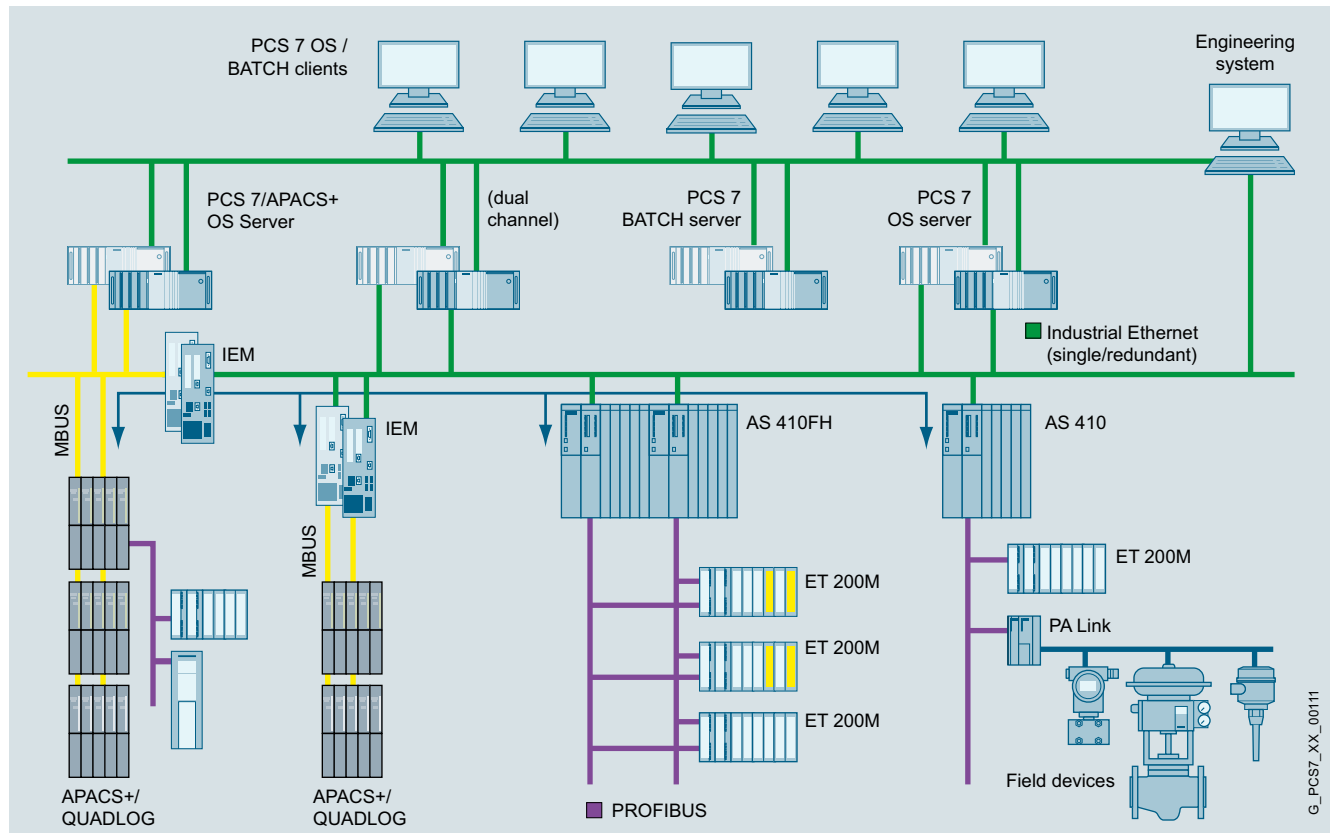 PCS 7 OS /
BATCH clients
Engineering
system
PCS 7/APACS+
OS Server
(dual
channel)
PCS 7
BATCH server
PCS 7
OS server
Industrial Ethernet
(single/redundant)
IEM
MBUS
IEM
AS 410FH
AS 410
MBUS
ET 200M
ET 200M
PA Link
ET 200M
ET 200M
Field devices
APACS+/
QUADLOG
APACS+/
QUADLOG
PROFIBUS
G_PCS7_XX_00111